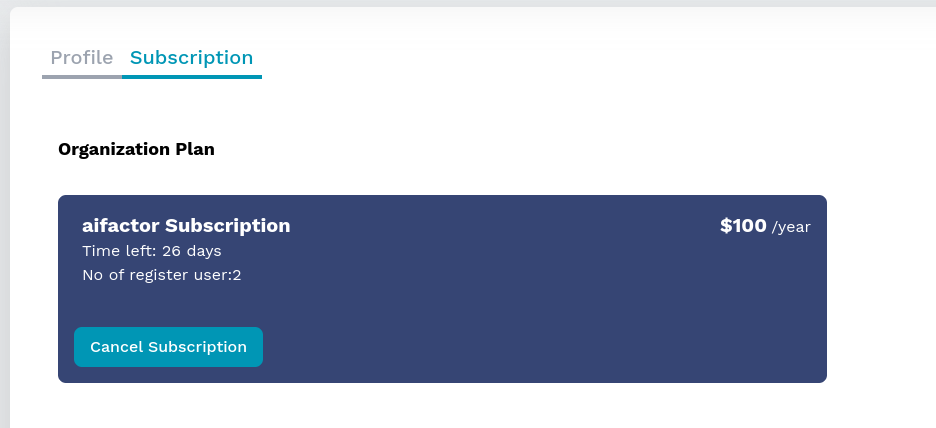 Profile Subscription
Organization Plan
aifactor Subscription $100 /year
Time left: 26 days
No of register user:2
Cancel Subscription